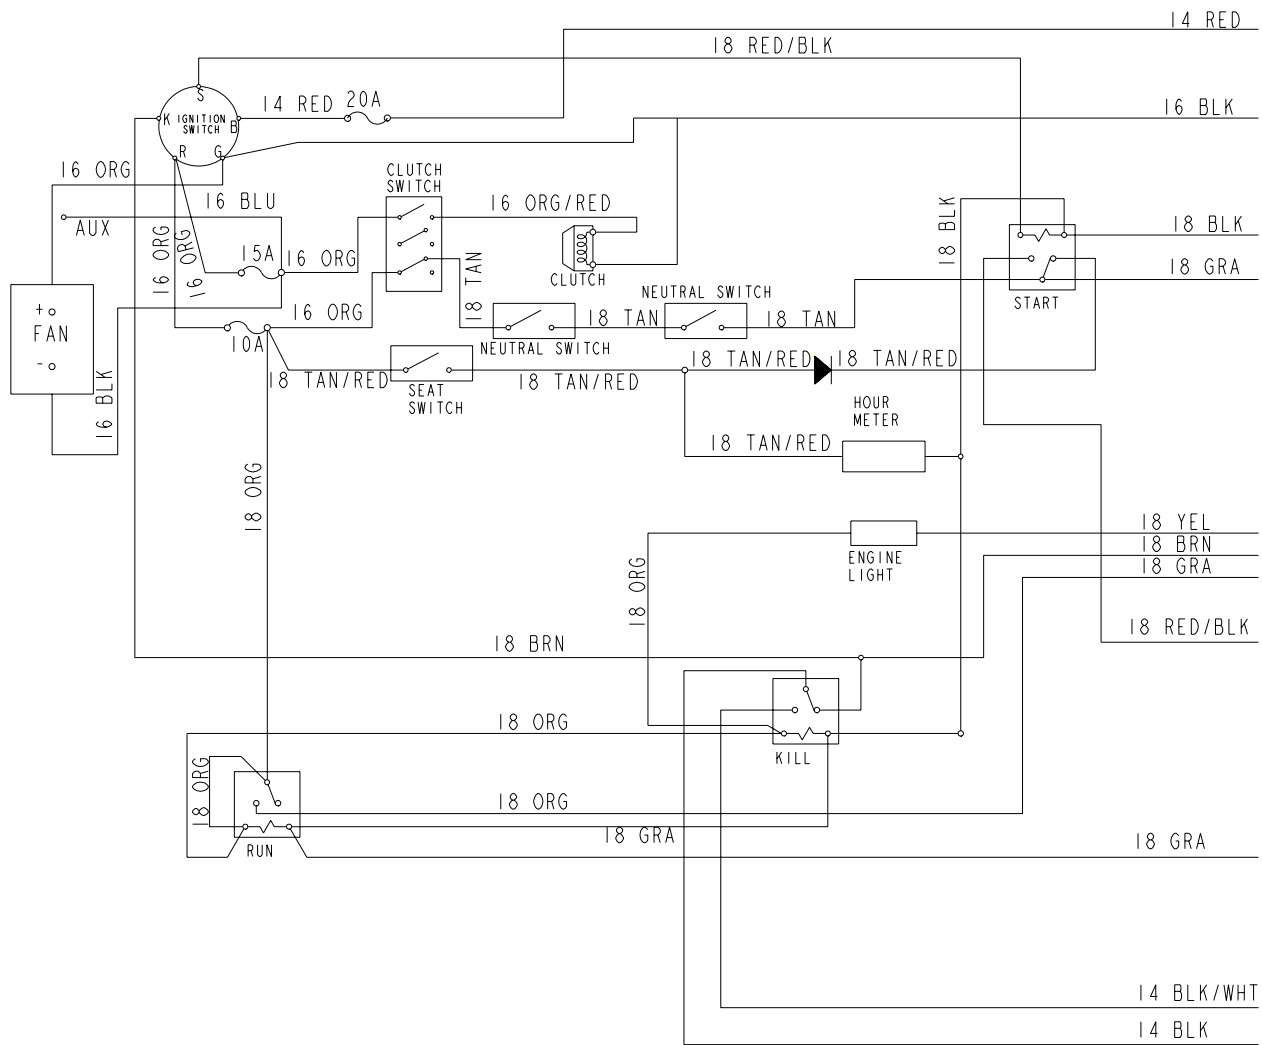 14 RED
18 RED/BLK
S
14 RED
20A
K
IGNITION
SWITCH
B
16 BLK
R
G
16 ORG
CLUTCH
SWITCH
16 BLU
16 ORG/RED
AUX
18 BLK
18 BLK
16 ORG
16 ORG
15A
16 ORG
18 TAN
CLUTCH
18 GRA
NEUTRAL SWITCH
START
+
FAN
-
16 ORG
18 TAN
18 TAN
10A
NEUTRAL SWITCH
18 TAN/RED
18 TAN/RED
18 TAN/RED
18 TAN/RED
SEAT
SWITCH
16 BLK
HOUR
METER
18 TAN/RED
18 ORG
18 YEL
18 BRN
ENGINE
LIGHT
18 GRA
18 ORG
18 RED/BLK
18 BRN
18 ORG
KILL
18 ORG
18 ORG
18 GRA
RUN
18 GRA
14 BLK/WHT
14 BLK